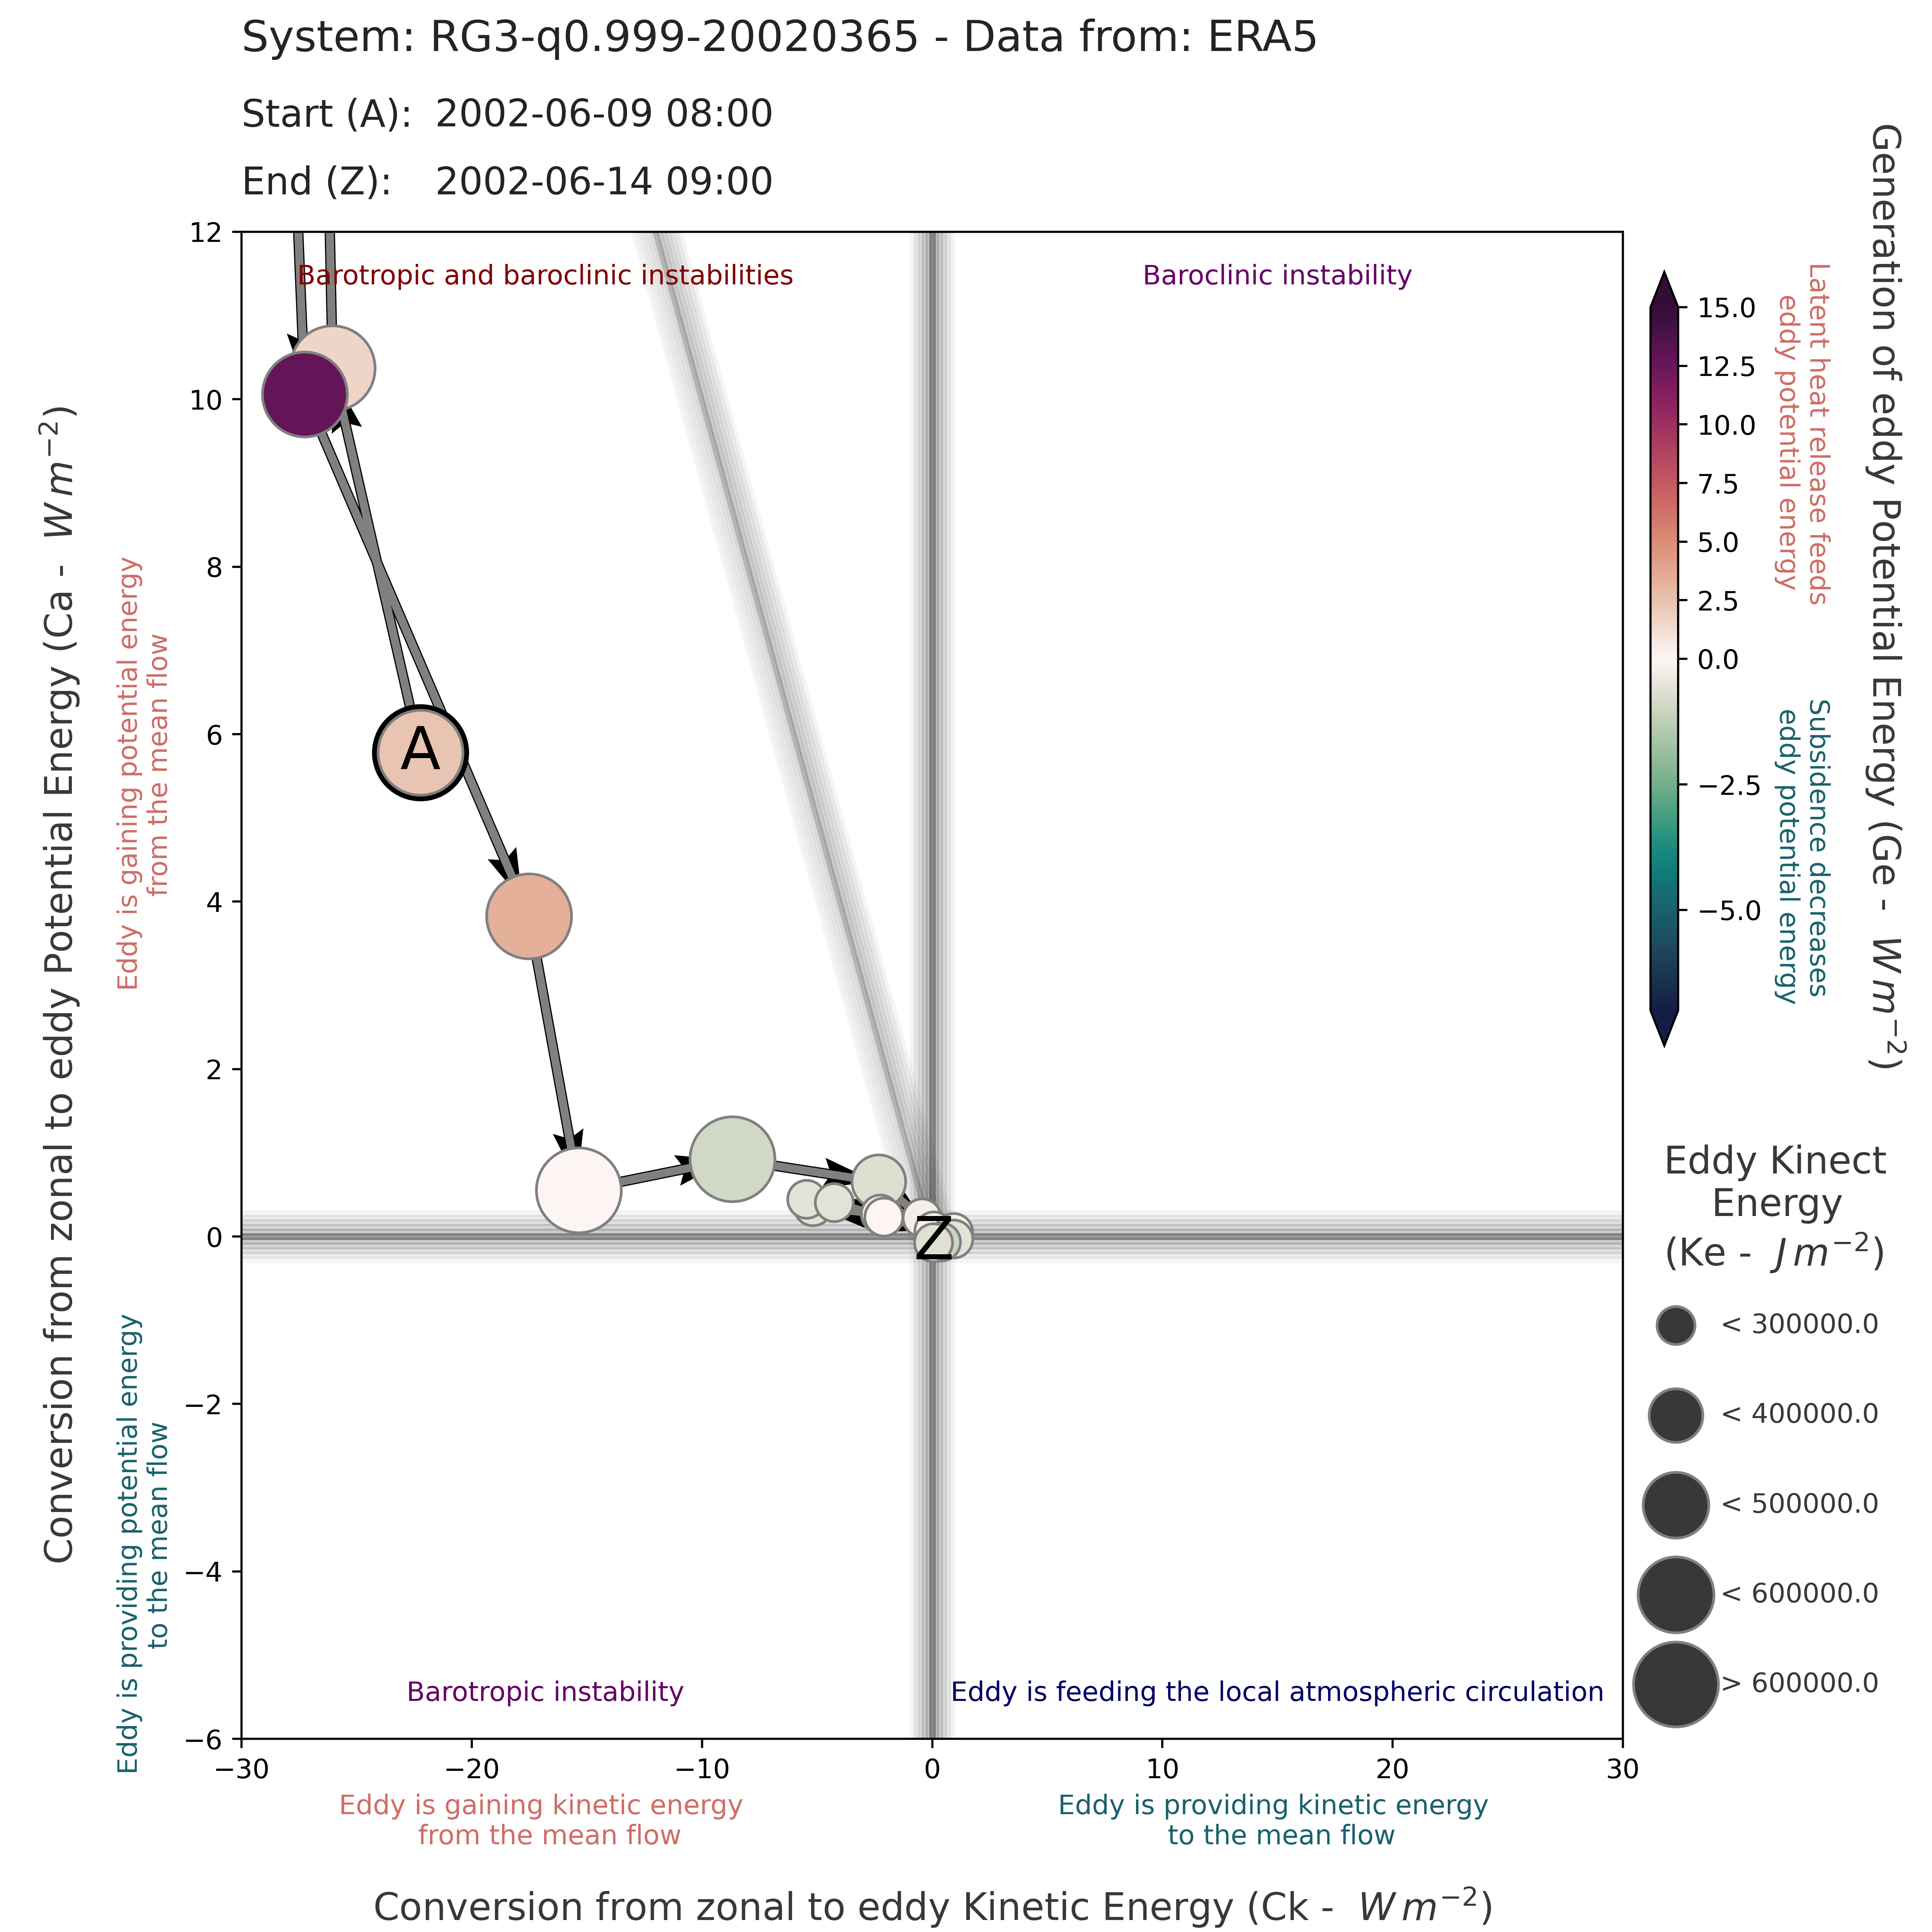 System: RG3-q0.999-20020365 - Data from: ERA5
Start (A): 2002-06-09 08:00
End (Z): 2002-06-14 09:00
Conversion from zonal to eddy Potential Energy (Ca - W m⁻²)
Eddy is gaining potential energy
from the mean flow
Eddy is providing potential energy
to the mean flow
12
10
8
6
4
2
0
−2
−4
−6
Barotropic and baroclinic instabilities
Baroclinic instability
A
Z
Barotropic instability
Eddy is feeding the local atmospheric circulation
−30
−20
−10
0
10
20
30
Eddy is gaining kinetic energy
from the mean flow
Eddy is providing kinetic energy
to the mean flow
Conversion from zonal to eddy Kinetic Energy (Ck - W m⁻²)
15.0
12.5
10.0
7.5
5.0
2.5
0.0
−2.5
−5.0
Latent heat release feeds
eddy potential energy
Subsidence decreases
eddy potential energy
Generation of eddy Potential Energy (Ge - W m⁻²)
Eddy Kinect
Energy
(Ke - J m⁻²)
< 300000.0
< 400000.0
< 500000.0
< 600000.0
> 600000.0